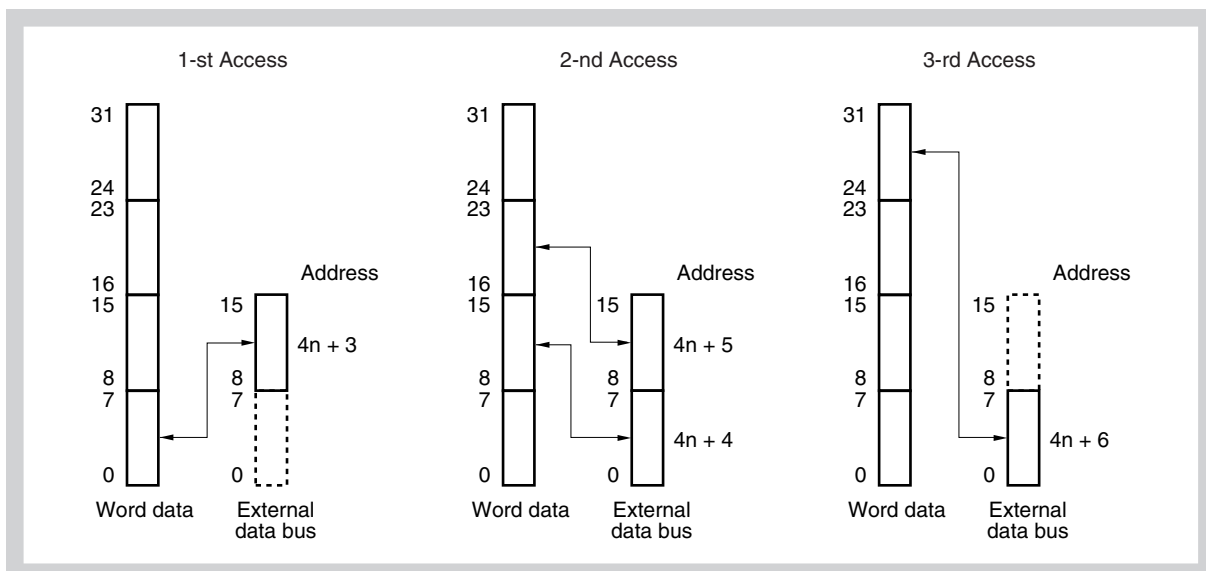 1-st Access
31
24
23
16
15
8
7
0
Word data
Address
15
4n + 3
8
7
0
External
data bus
2-nd Access
31
24
23
16
15
8
7
0
Word data
Address
15
4n + 5
8
7
4n + 4
0
External
data bus
3-rd Access
31
24
23
16
15
8
7
0
Word data
Address
15
8
7
4n + 6
0
External
data bus